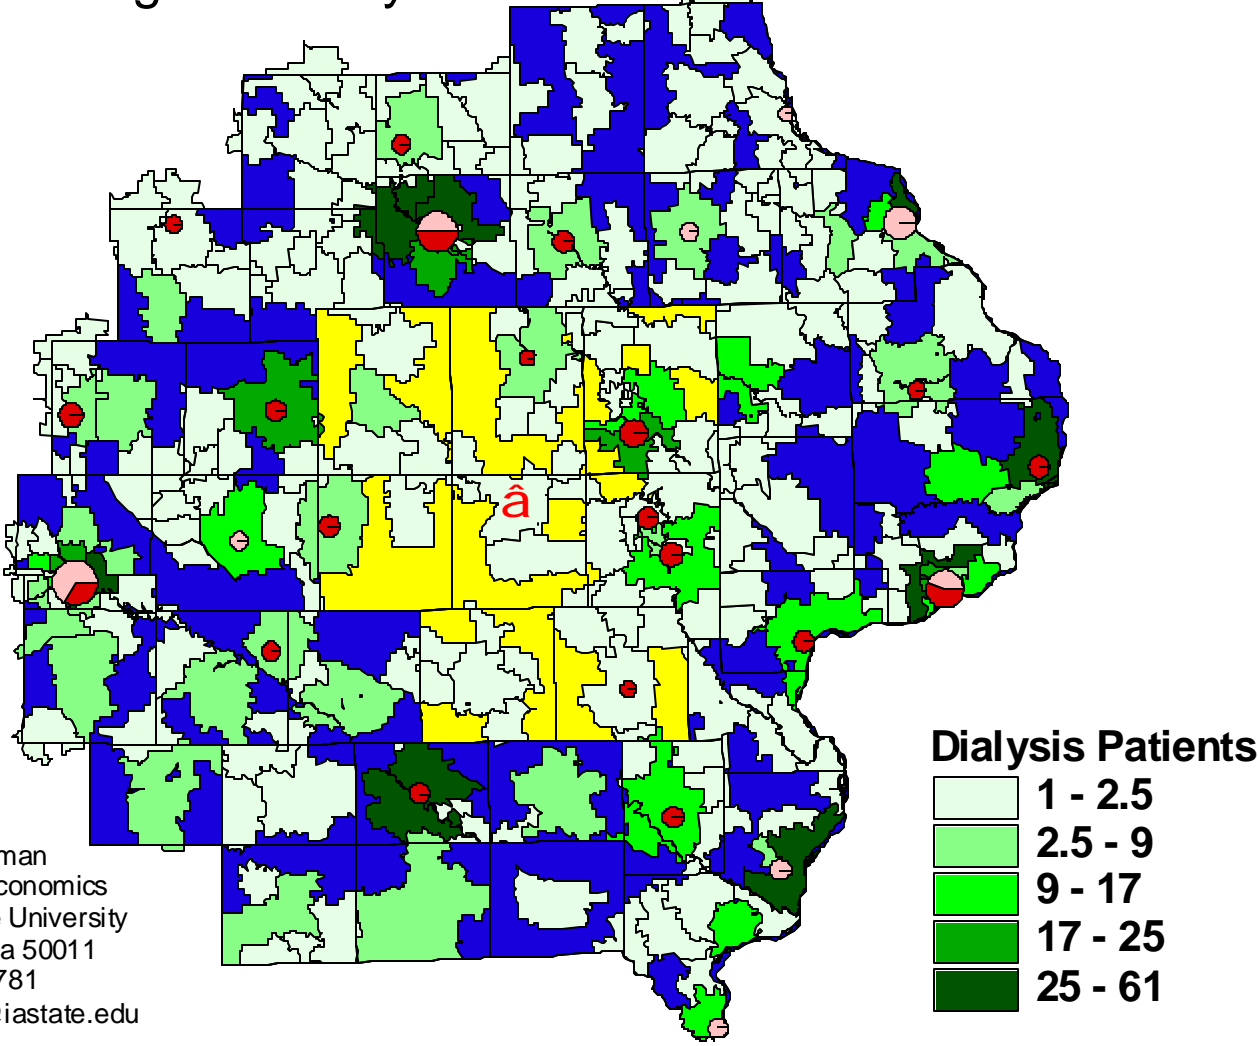 â
Dialysis Patients
1 - 2.5
2.5 - 9
9 - 17
17 - 25
25 - 61
man
conomics
University
a 50011
781
iastate.edu